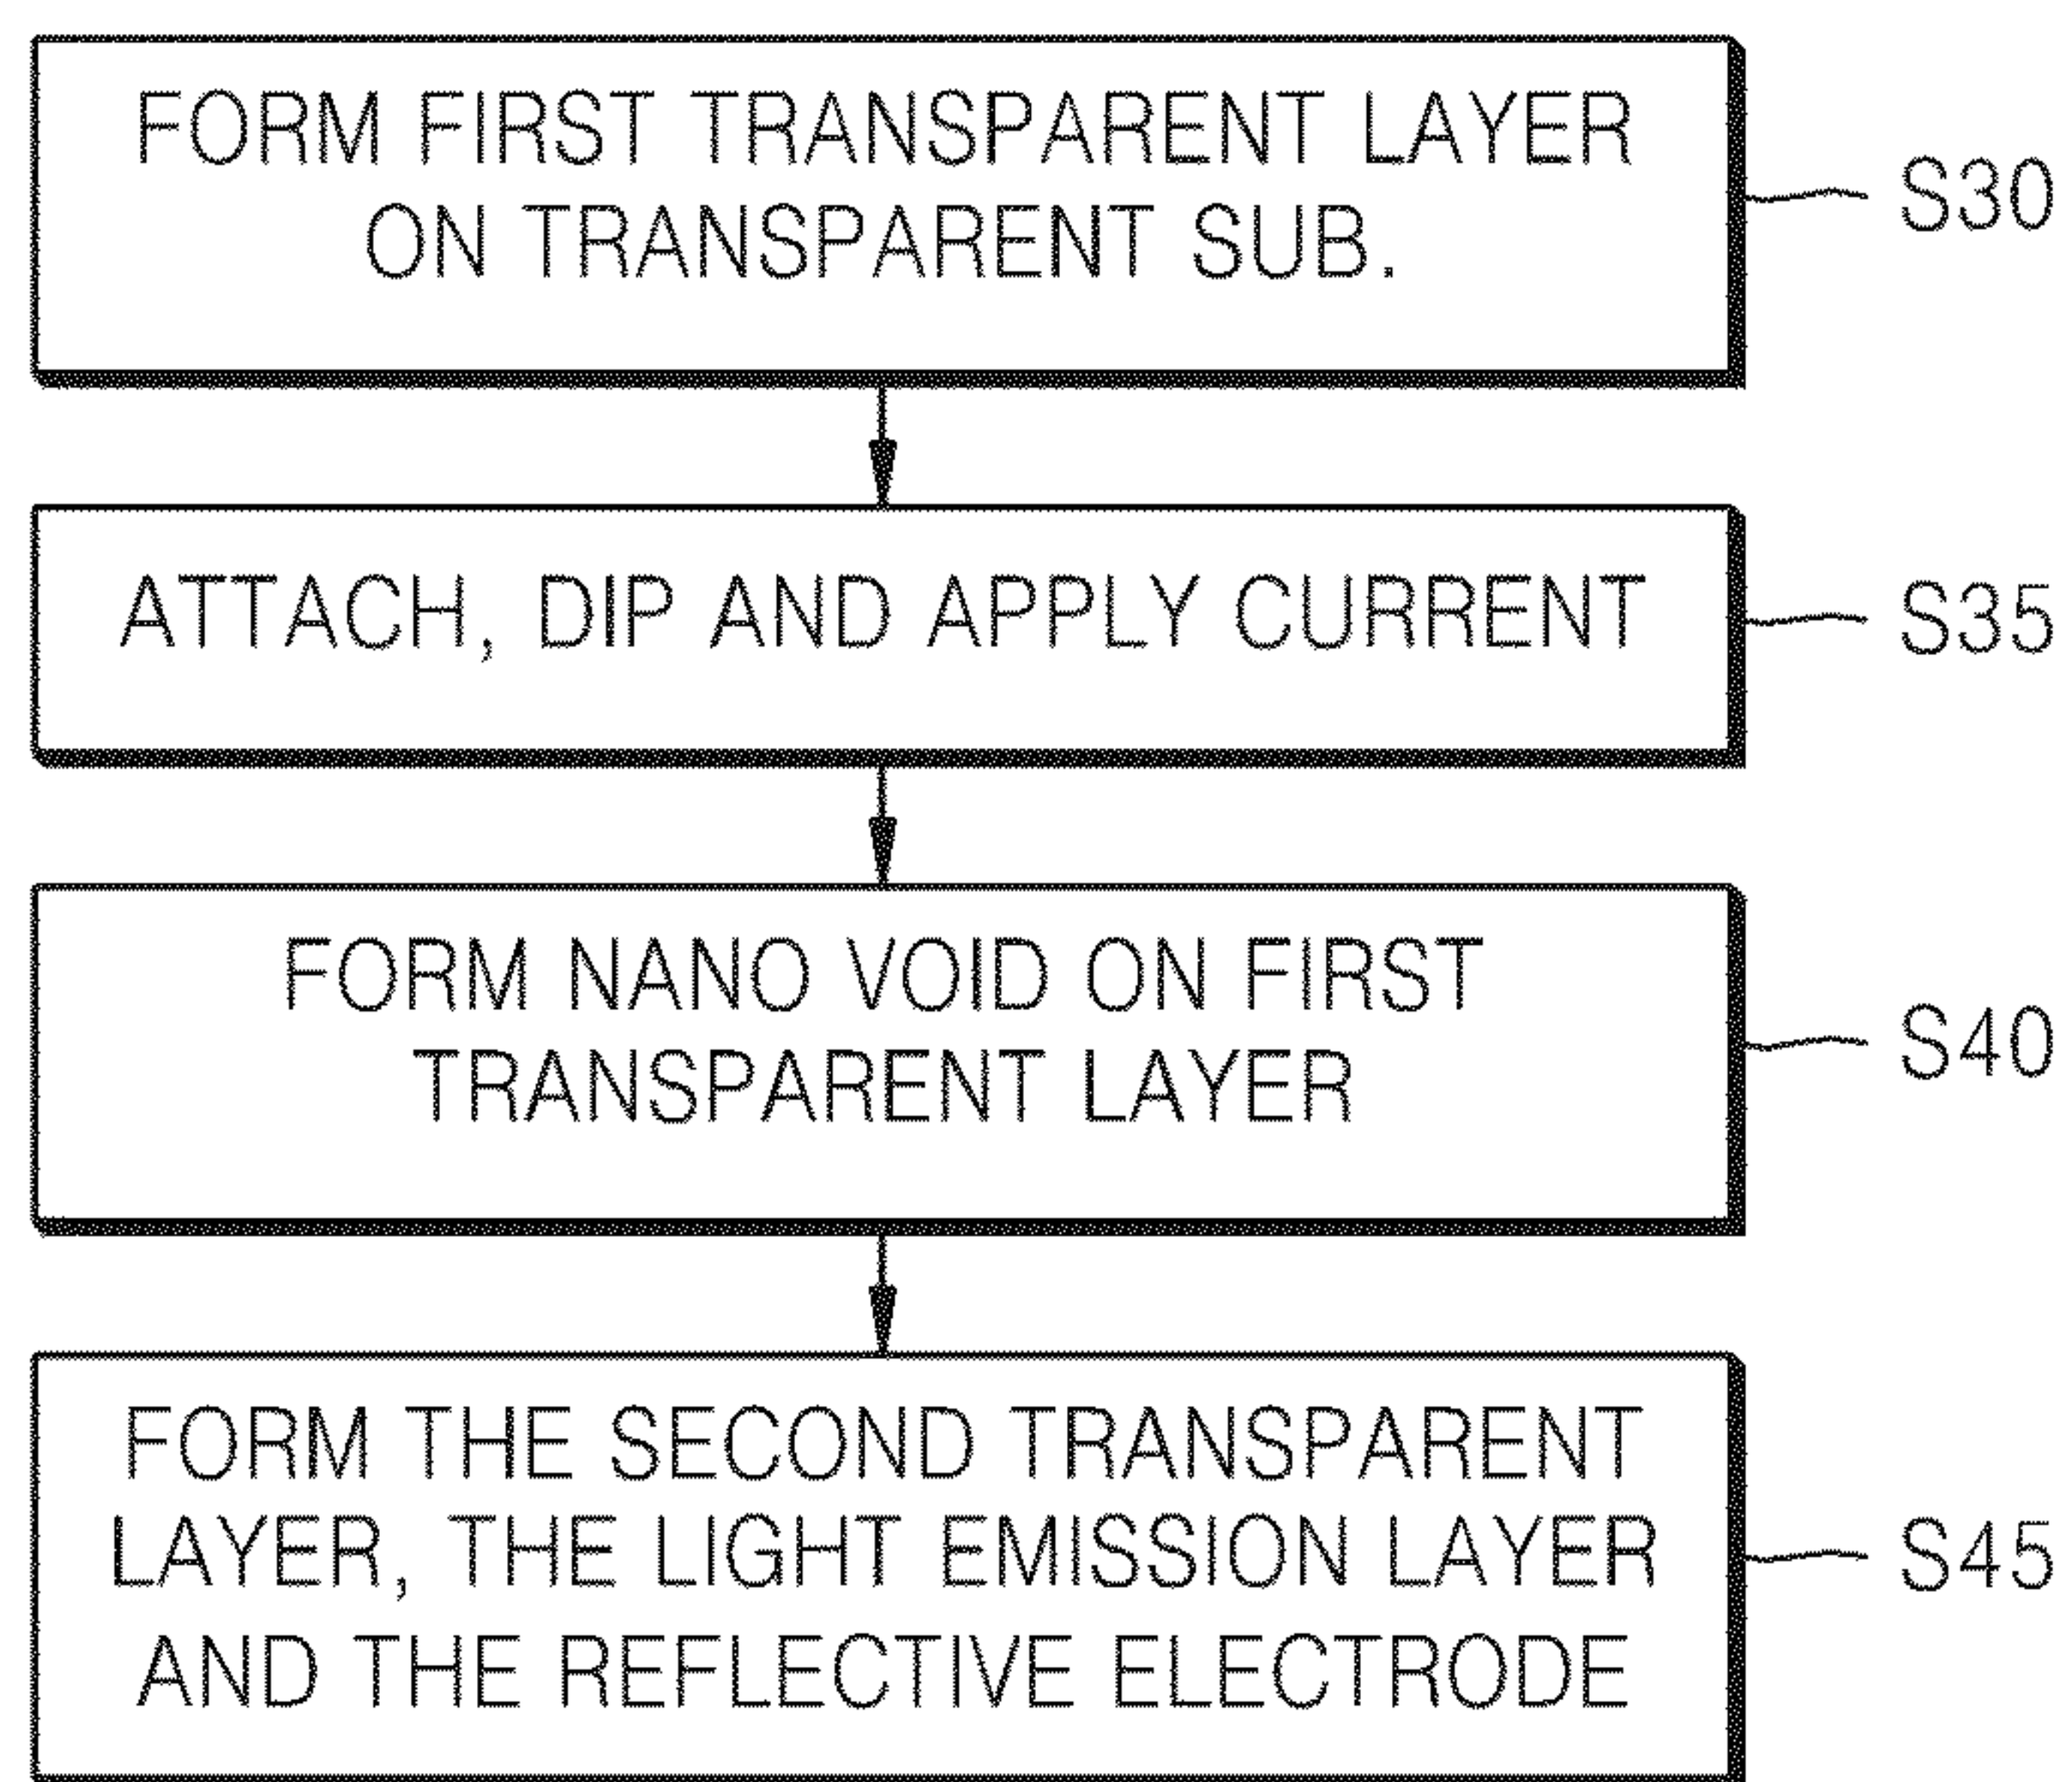 FORM FIRST TRANSPARENT LAYER
ON TRANSPARENT SUB.
S30
ATTACH, DIP AND APPLY CURRENT
S35
FORM NANO VOID ON FIRST
TRANSPARENT LAYER
S40
FORM THE SECOND TRANSPARENT
LAYER, THE LIGHT EMISSION LAYER
AND THE REFLECTIVE ELECTRODE
S45